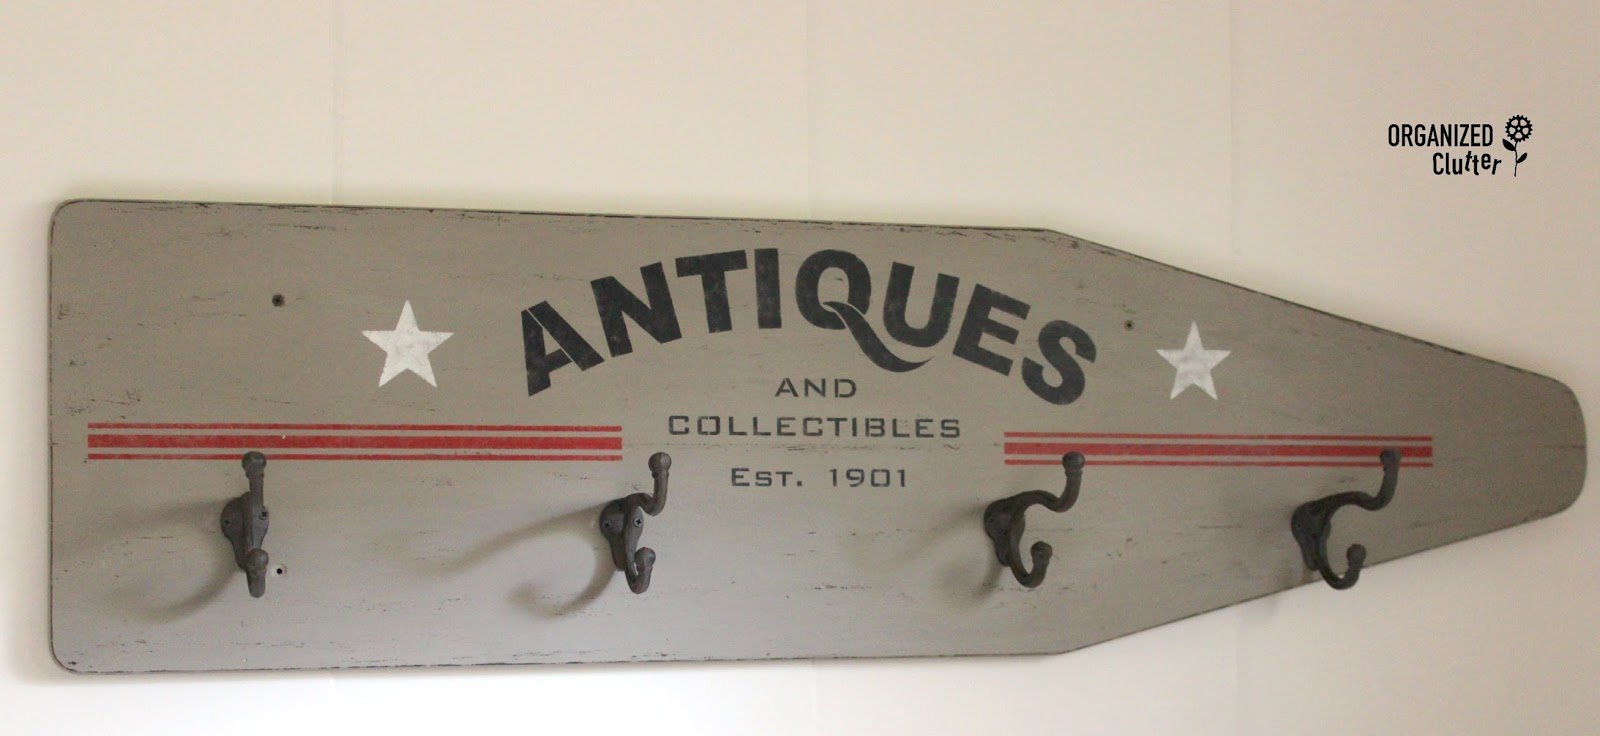 ORGANIZED
Clutter
ANTIQUES
AND
COLLECTIBLES
Est. 1901